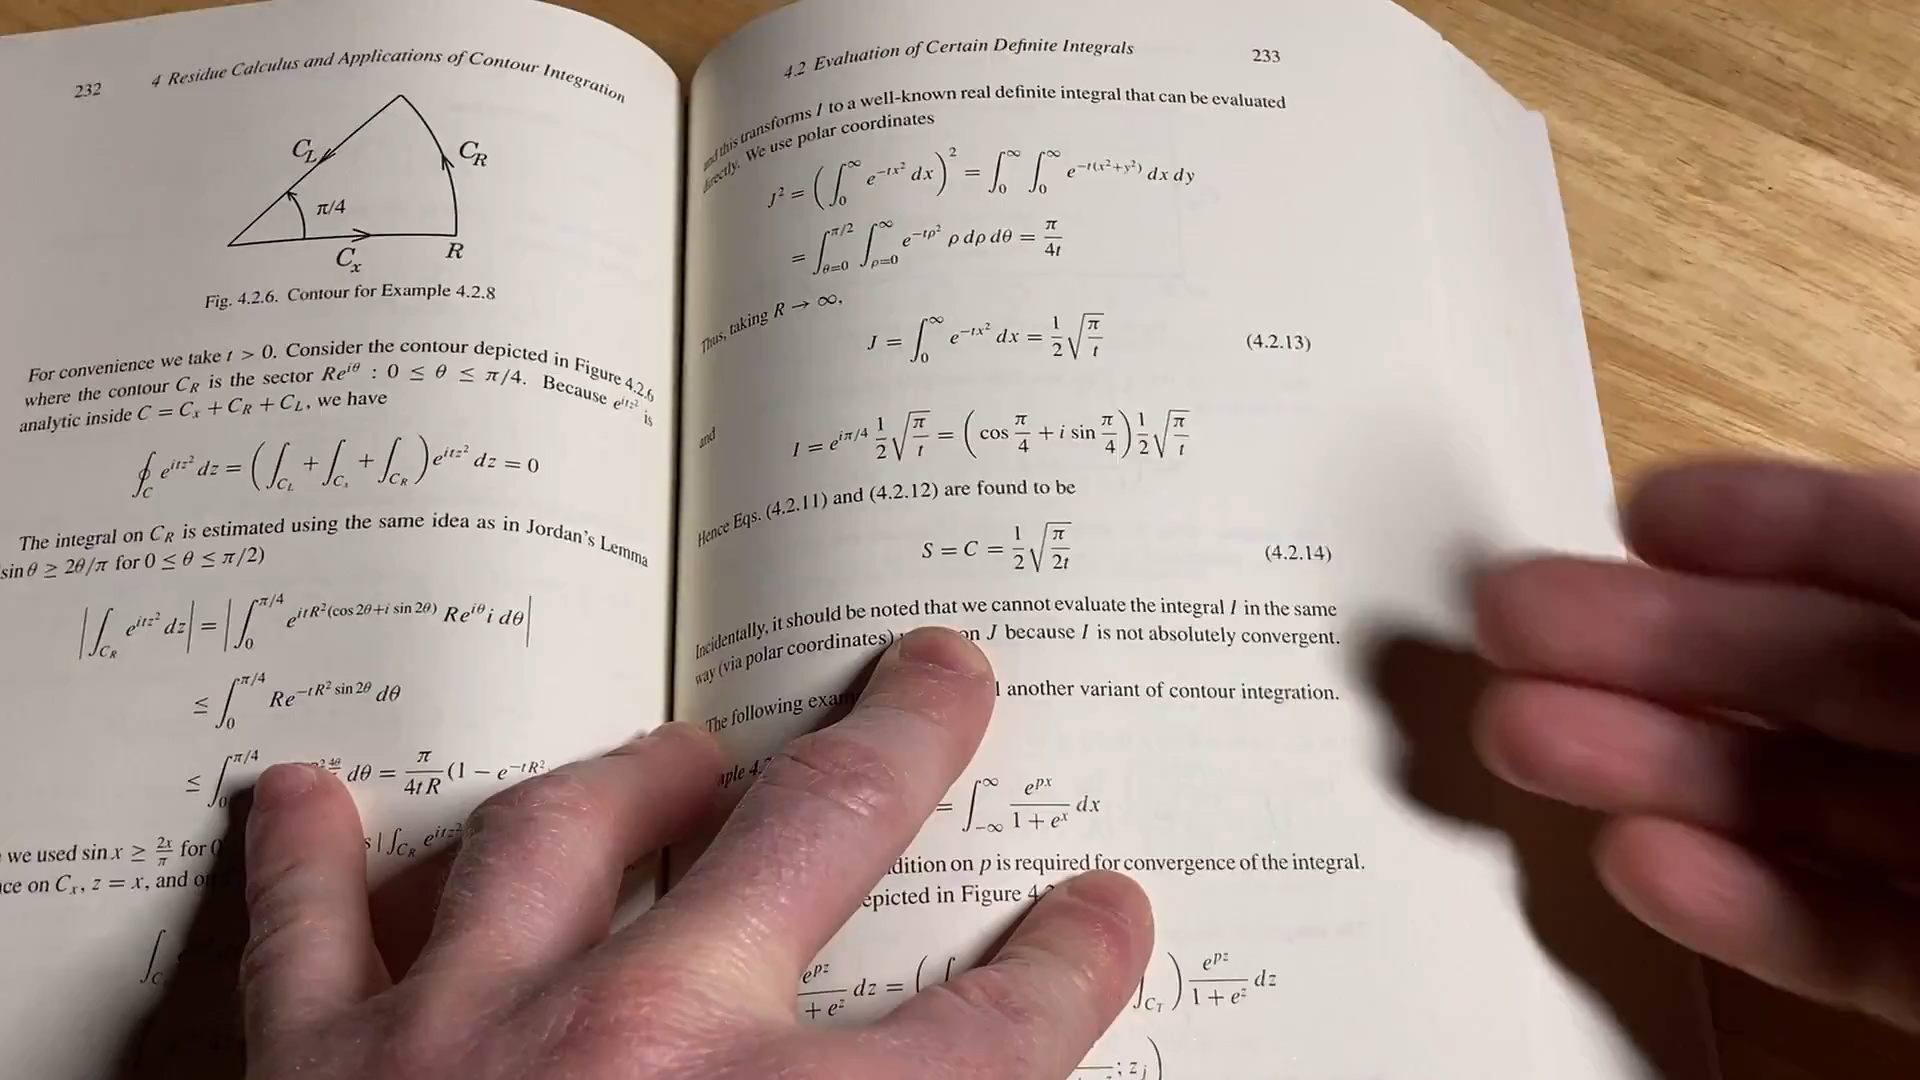 232 4 Residue Calculus and Applications of Contour Integration
C_L
C_R
π/4
C_x
R
Fig. 4.2.6. Contour for Example 4.2.8
For convenience we take t > 0. Consider the contour depicted in Figure 4.2.6
where the contour C_R is the sector Re^{iθ} : 0 ≤ θ ≤ π/4. Because e^{itz²} is
analytic inside C = C_x + C_R + C_L, we have
∮_C e^{itz²} dz = (∫_{C_L} + ∫_{C_x} + ∫_{C_R}) e^{itz²} dz = 0
The integral on C_R is estimated using the same idea as in Jordan's Lemma
sin θ ≥ 2θ/π for 0 ≤ θ ≤ π/2)
|∫_{C_R} e^{itz²} dz| = |∫_0^{π/4} e^{itR²(cos 2θ+i sin 2θ)} Re^{iθ} i dθ|
≤ ∫_0^{π/4} Re^{-tR² sin 2θ} dθ
≤ ∫_0^{π/4} dθ = π/4tR (1 − e^{-tR²}
we used sin x ≥ 2x/π for
| ∫_{C_R} e^{itz²}
on C_x, z = x, and
∫_C
4.2 Evaluation of Certain Definite Integrals 233
and this transforms I to a well-known real definite integral that can be evaluated
directly. We use polar coordinates
J² = (∫_0^∞ e^{-tx²} dx)² = ∫_0^∞ ∫_0^∞ e^{-t(x²+y²)} dx dy
= ∫_{θ=0}^{π/2} ∫_{ρ=0}^∞ e^{-tρ²} ρ dρ dθ = π/4t
Thus, taking R → ∞,
J = ∫_0^∞ e^{-tx²} dx = 1/2 √(π/t) (4.2.13)
and
I = e^{iπ/4} 1/2 √(π/t) = (cos π/4 + i sin π/4) 1/2 √(π/t)
Hence Eqs. (4.2.11) and (4.2.12) are found to be
S = C = 1/2 √(π/2t) (4.2.14)
Incidentally, it should be noted that we cannot evaluate the integral I in the same
way (via polar coordinates) on J because I is not absolutely convergent.
The following another variant of contour integration.
= ∫_{-∞}^∞ e^{px}/(1 + e^x) dx
on p is required for convergence of the integral.
in Figure
e^{pz}/ + e^z dz = ( ∫_{C_T} ) e^{pz}/(1 + e^z) dz
; z_j )